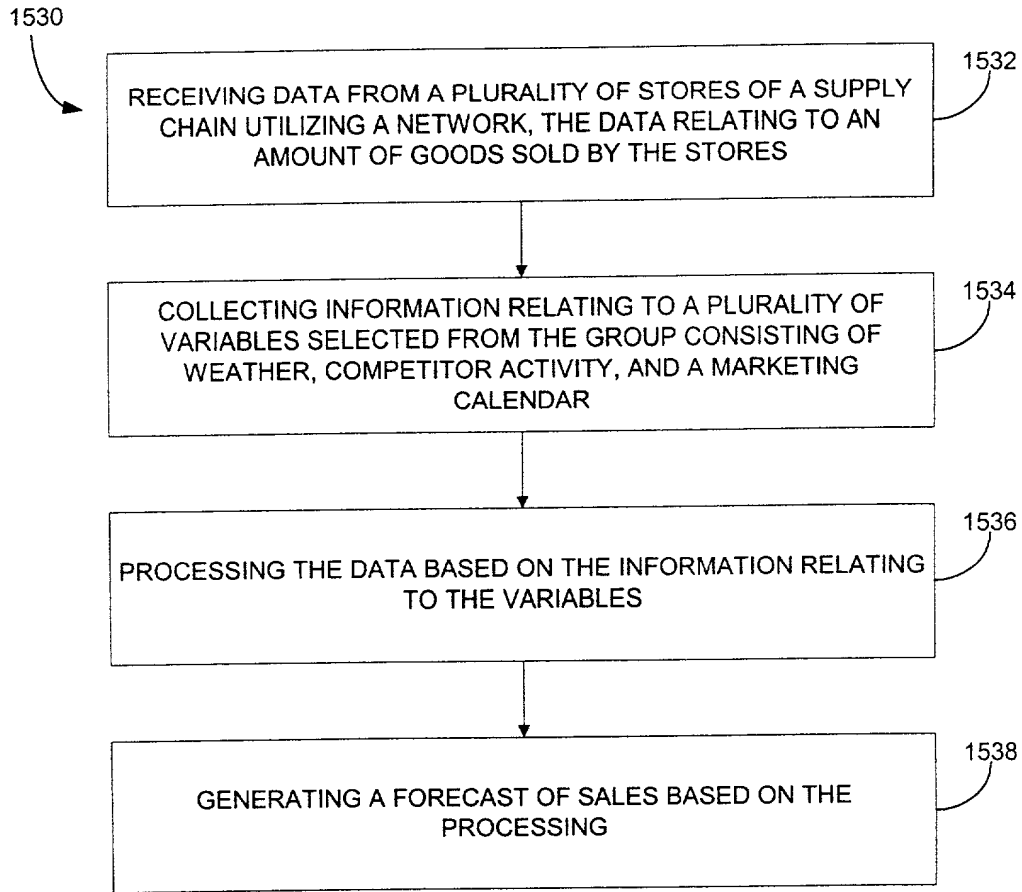 1530
1532
RECEIVING DATA FROM A PLURALITY OF STORES OF A SUPPLY
CHAIN UTILIZING A NETWORK, THE DATA RELATING TO AN
AMOUNT OF GOODS SOLD BY THE STORES
1534
COLLECTING INFORMATION RELATING TO A PLURALITY OF
VARIABLES SELECTED FROM THE GROUP CONSISTING OF
WEATHER, COMPETITOR ACTIVITY, AND A MARKETING
CALENDAR
1536
PROCESSING THE DATA BASED ON THE INFORMATION RELATING
TO THE VARIABLES
1538
GENERATING A FORECAST OF SALES BASED ON THE
PROCESSING